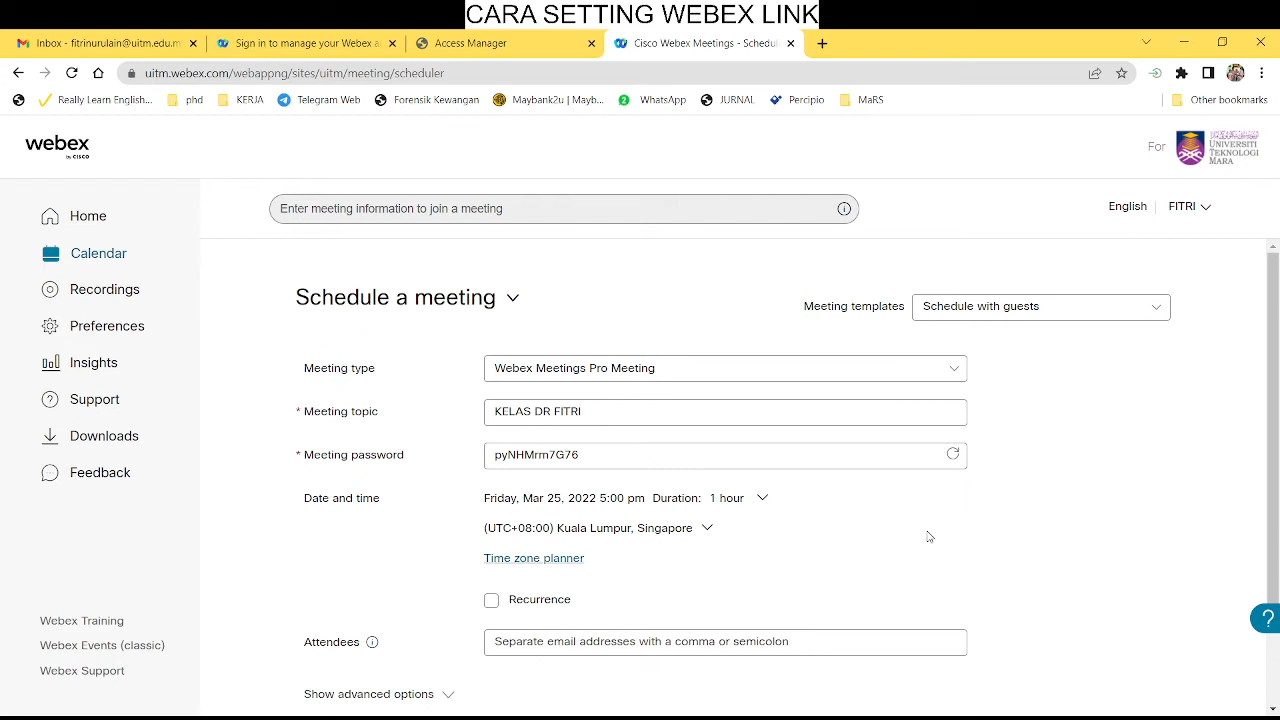 CARA SETTING WEBEX LINK
Inbox - fitrinurulain@uitm.edu.m
Sign in to manage your Webex a
Access Manager
Cisco Webex Meetings - Schedul
uitm.webex.com/webappng/sites/uitm/meeting/scheduler
Really Learn English...
phd
KERJA
Telegram Web
Forensik Kewangan
Maybank2u | Mayb...
WhatsApp
JURNAL
Percipio
MaRS
Other bookmarks
webex
by CISCO
For
UNIVERSITI
TEKNOLOGI
MARA
Enter meeting information to join a meeting
English
FITRI
Home
Calendar
Recordings
Preferences
Insights
Support
Downloads
Feedback
Webex Training
Webex Events (classic)
Webex Support
Schedule a meeting
Meeting templates
Schedule with guests
Meeting type
Webex Meetings Pro Meeting
* Meeting topic
KELAS DR FITRI
* Meeting password
pyNHMrm7G76
Date and time
Friday, Mar 25, 2022 5:00 pm Duration: 1 hour
(UTC+08:00) Kuala Lumpur, Singapore
Time zone planner
Recurrence
Attendees
Separate email addresses with a comma or semicolon
Show advanced options
?